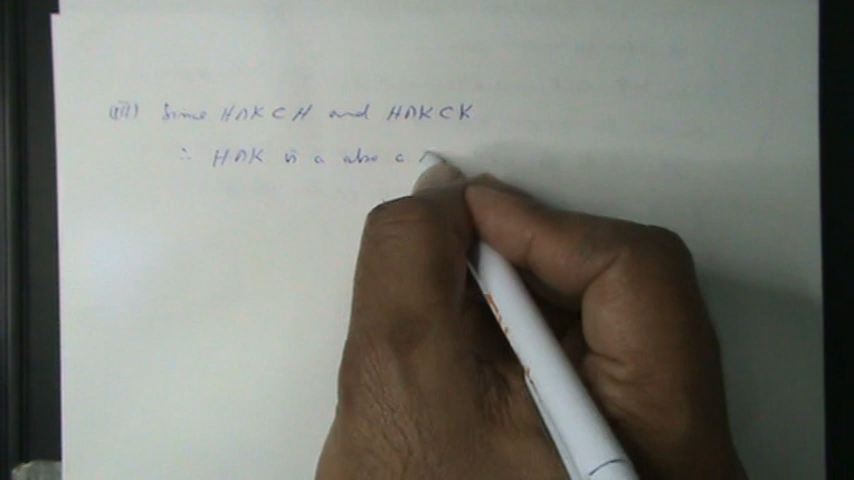 (iii) Since H∩K ⊂ H and H∩K ⊂ K
∴ H∩K is a also a